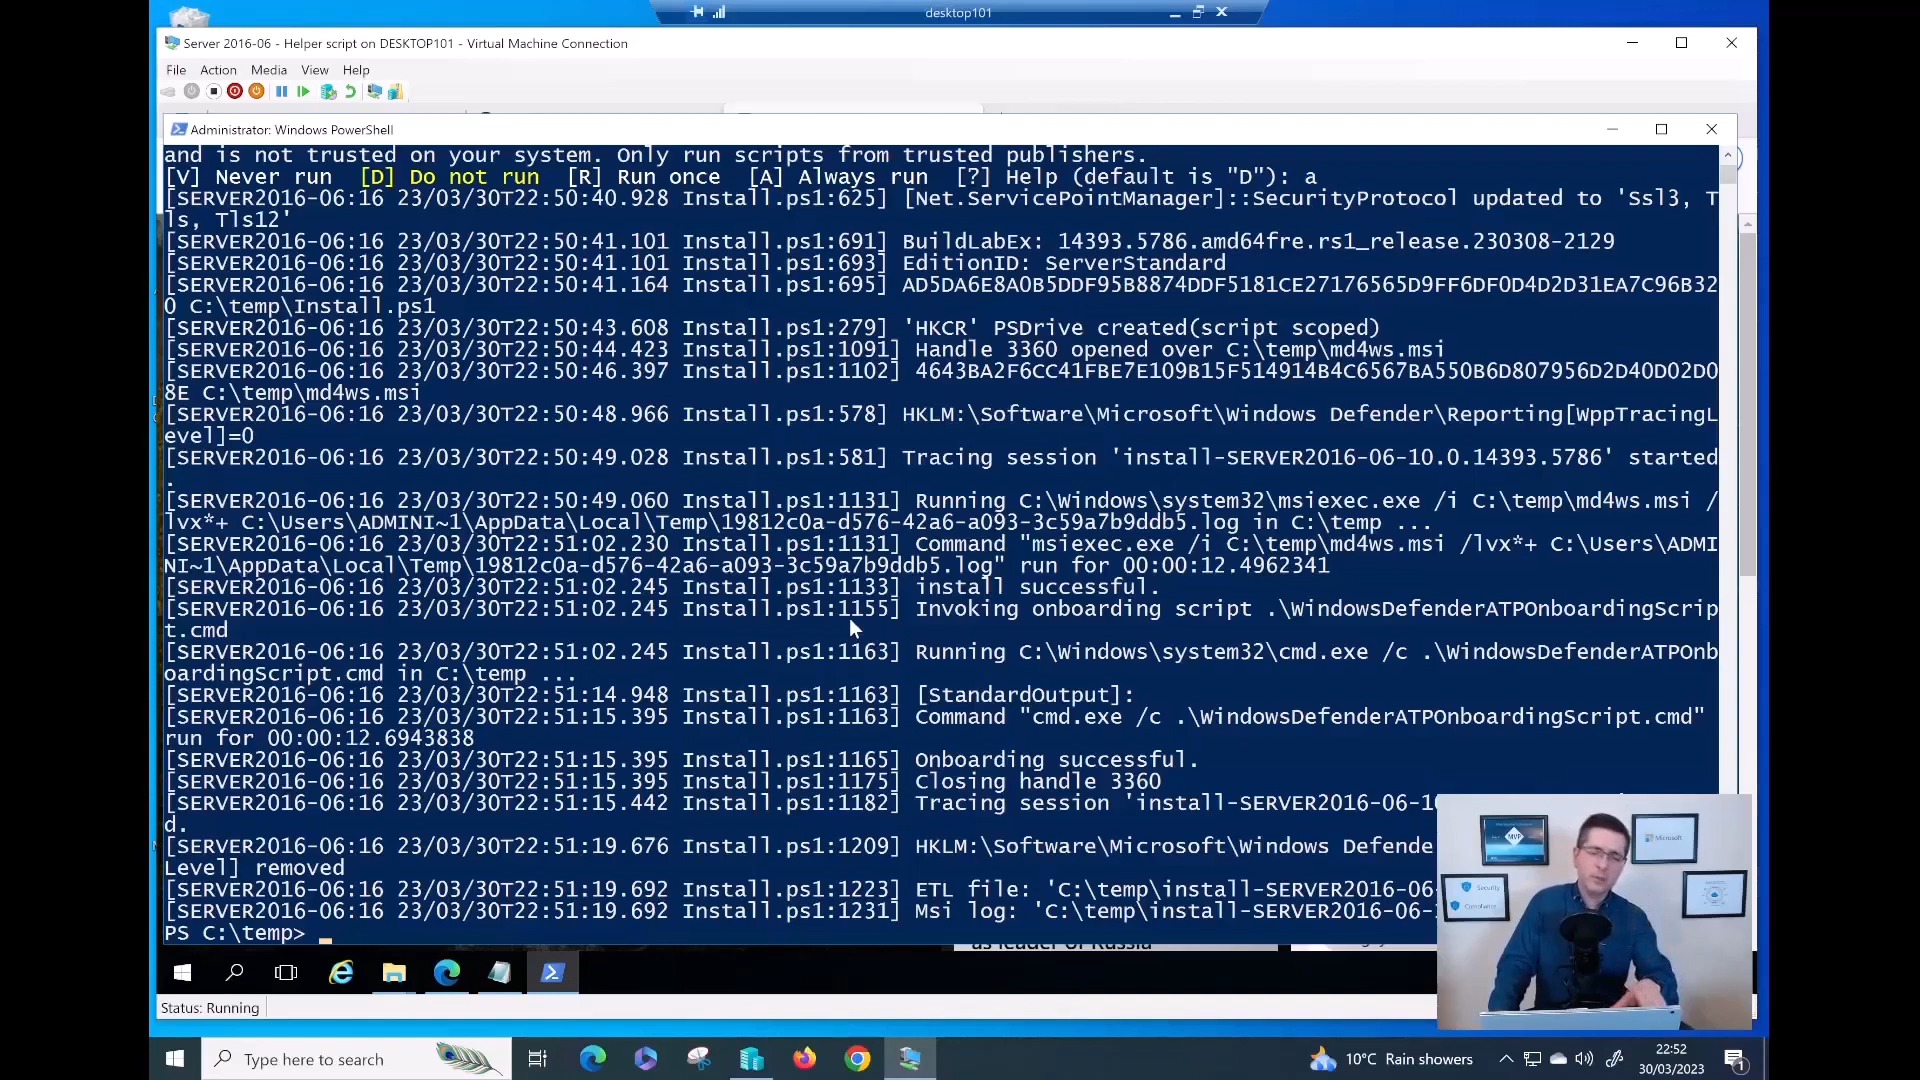 desktop101
Server 2016-06 - Helper script on DESKTOP101 - Virtual Machine Connection
File Action Media View Help
Administrator: Windows PowerShell
and is not trusted on your system. Only run scripts from trusted publishers.
[V] Never run [D] Do not run [R] Run once [A] Always run [?] Help (default is "D"): a
[SERVER2016-06:16 23/03/30T22:50:40.928 Install.ps1:625] [Net.ServicePointManager]::SecurityProtocol updated to 'Ssl3, T
ls, Tls12'
[SERVER2016-06:16 23/03/30T22:50:41.101 Install.ps1:691] BuildLabEx: 14393.5786.amd64fre.rs1_release.230308-2129
[SERVER2016-06:16 23/03/30T22:50:41.101 Install.ps1:693] EditionID: ServerStandard
[SERVER2016-06:16 23/03/30T22:50:41.164 Install.ps1:695] AD5DA6E8A0B5DDF95B8874DDF5181CE27176565D9FF6DF0D4D2D31EA7C96B32
0 C:\temp\Install.ps1
[SERVER2016-06:16 23/03/30T22:50:43.608 Install.ps1:279] 'HKCR' PSDrive created(script scoped)
[SERVER2016-06:16 23/03/30T22:50:44.423 Install.ps1:1091] Handle 3360 opened over C:\temp\md4ws.msi
[SERVER2016-06:16 23/03/30T22:50:46.397 Install.ps1:1102] 4643BA2F6CC41FBE7E109B15F514914B4C6567BA550B6D807956D2D40D02D0
8E C:\temp\md4ws.msi
[SERVER2016-06:16 23/03/30T22:50:48.966 Install.ps1:578] HKLM:\Software\Microsoft\Windows Defender\Reporting[WppTracingL
evel]=0
[SERVER2016-06:16 23/03/30T22:50:49.028 Install.ps1:581] Tracing session 'install-SERVER2016-06-10.0.14393.5786' started
.
[SERVER2016-06:16 23/03/30T22:50:49.060 Install.ps1:1131] Running C:\Windows\system32\msiexec.exe /i C:\temp\md4ws.msi /
lvx*+ C:\Users\ADMINI~1\AppData\Local\Temp\19812c0a-d576-42a6-a093-3c59a7b9ddb5.log in C:\temp ...
[SERVER2016-06:16 23/03/30T22:51:02.230 Install.ps1:1131] Command "msiexec.exe /i C:\temp\md4ws.msi /lvx*+ C:\Users\ADMI
NI~1\AppData\Local\Temp\19812c0a-d576-42a6-a093-3c59a7b9ddb5.log" run for 00:00:12.4962341
[SERVER2016-06:16 23/03/30T22:51:02.245 Install.ps1:1133] install successful.
[SERVER2016-06:16 23/03/30T22:51:02.245 Install.ps1:1155] Invoking onboarding script .\WindowsDefenderATPOnboardingScrip
t.cmd
[SERVER2016-06:16 23/03/30T22:51:02.245 Install.ps1:1163] Running C:\Windows\system32\cmd.exe /c .\WindowsDefenderATPOnb
oardingScript.cmd in C:\temp ...
[SERVER2016-06:16 23/03/30T22:51:14.948 Install.ps1:1163] [StandardOutput]:
[SERVER2016-06:16 23/03/30T22:51:15.395 Install.ps1:1163] Command "cmd.exe /c .\WindowsDefenderATPOnboardingScript.cmd"
run for 00:00:12.6943838
[SERVER2016-06:16 23/03/30T22:51:15.395 Install.ps1:1165] Onboarding successful.
[SERVER2016-06:16 23/03/30T22:51:15.395 Install.ps1:1175] Closing handle 3360
[SERVER2016-06:16 23/03/30T22:51:15.442 Install.ps1:1182] Tracing session 'install-SERVER2016-06-1
d.
[SERVER2016-06:16 23/03/30T22:51:19.676 Install.ps1:1209] HKLM:\Software\Microsoft\Windows Defende
Level] removed
[SERVER2016-06:16 23/03/30T22:51:19.692 Install.ps1:1223] ETL file: 'C:\temp\install-SERVER2016-06-
[SERVER2016-06:16 23/03/30T22:51:19.692 Install.ps1:1231] Msi log: 'C:\temp\install-SERVER2016-06-
PS C:\temp>
as leader of Russia
MVP
Microsoft
Security
Compliance
Status: Running
Type here to search
10°C Rain showers
22:52
30/03/2023
1